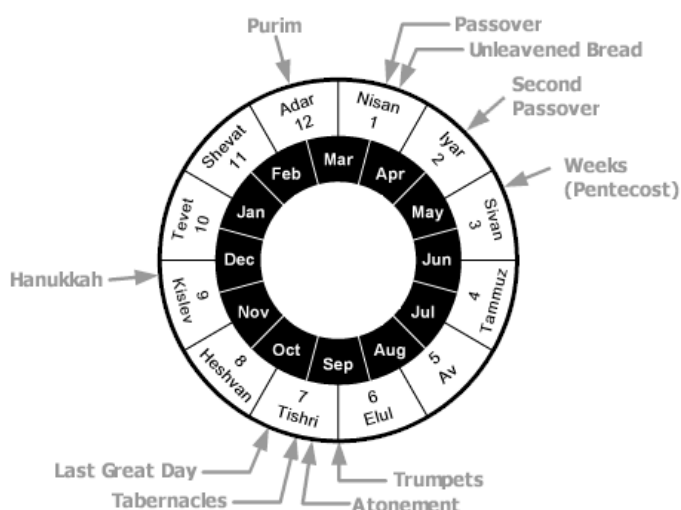 Purim
Passover
Unleavened Bread
Second
Passover
Weeks
(Pentecost)
Hanukkah
Last Great Day
Tabernacles
Trumpets
Atonement
Nisan
1
Iyar
2
Sivan
3
4
Tammuz
5
Av
6
Elul
7
Tishri
8
Heshvan
9
Kislev
Tevet
10
Shevat
11
Adar
12
Mar
Apr
May
Jun
Jul
Aug
Sep
Oct
Nov
Dec
Jan
Feb